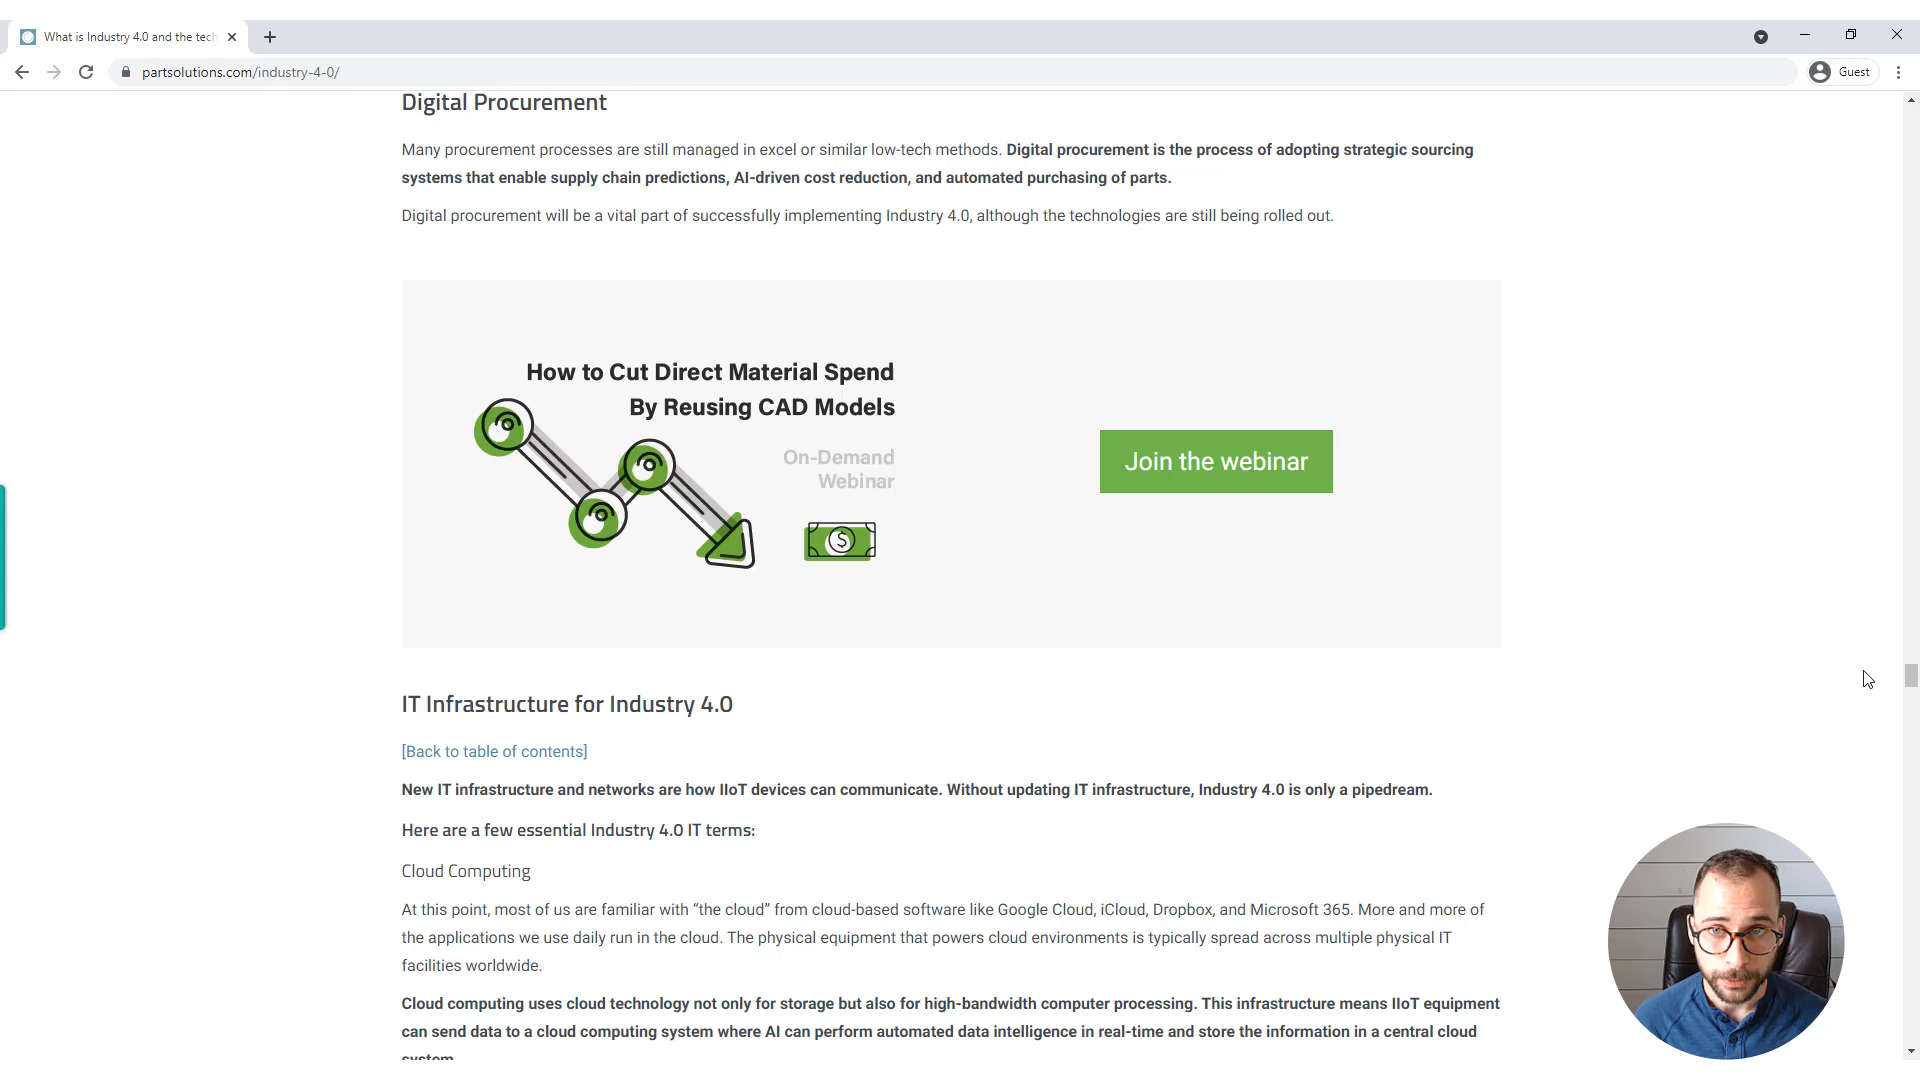 What is Industry 4.0 and the tech
partsolutions.com/industry-4-0/
Guest
Digital Procurement
Many procurement processes are still managed in excel or similar low-tech methods. Digital procurement is the process of adopting strategic sourcing
systems that enable supply chain predictions, AI-driven cost reduction, and automated purchasing of parts.
Digital procurement will be a vital part of successfully implementing Industry 4.0, although the technologies are still being rolled out.
How to Cut Direct Material Spend
By Reusing CAD Models
On-Demand
Webinar
$
Join the webinar
IT Infrastructure for Industry 4.0
[Back to table of contents]
New IT infrastructure and networks are how IIoT devices can communicate. Without updating IT infrastructure, Industry 4.0 is only a pipedream.
Here are a few essential Industry 4.0 IT terms:
Cloud Computing
At this point, most of us are familiar with “the cloud” from cloud-based software like Google Cloud, iCloud, Dropbox, and Microsoft 365. More and more of
the applications we use daily run in the cloud. The physical equipment that powers cloud environments is typically spread across multiple physical IT
facilities worldwide.
Cloud computing uses cloud technology not only for storage but also for high-bandwidth computer processing. This infrastructure means IIoT equipment
can send data to a cloud computing system where AI can perform automated data intelligence in real-time and store the information in a central cloud
system.